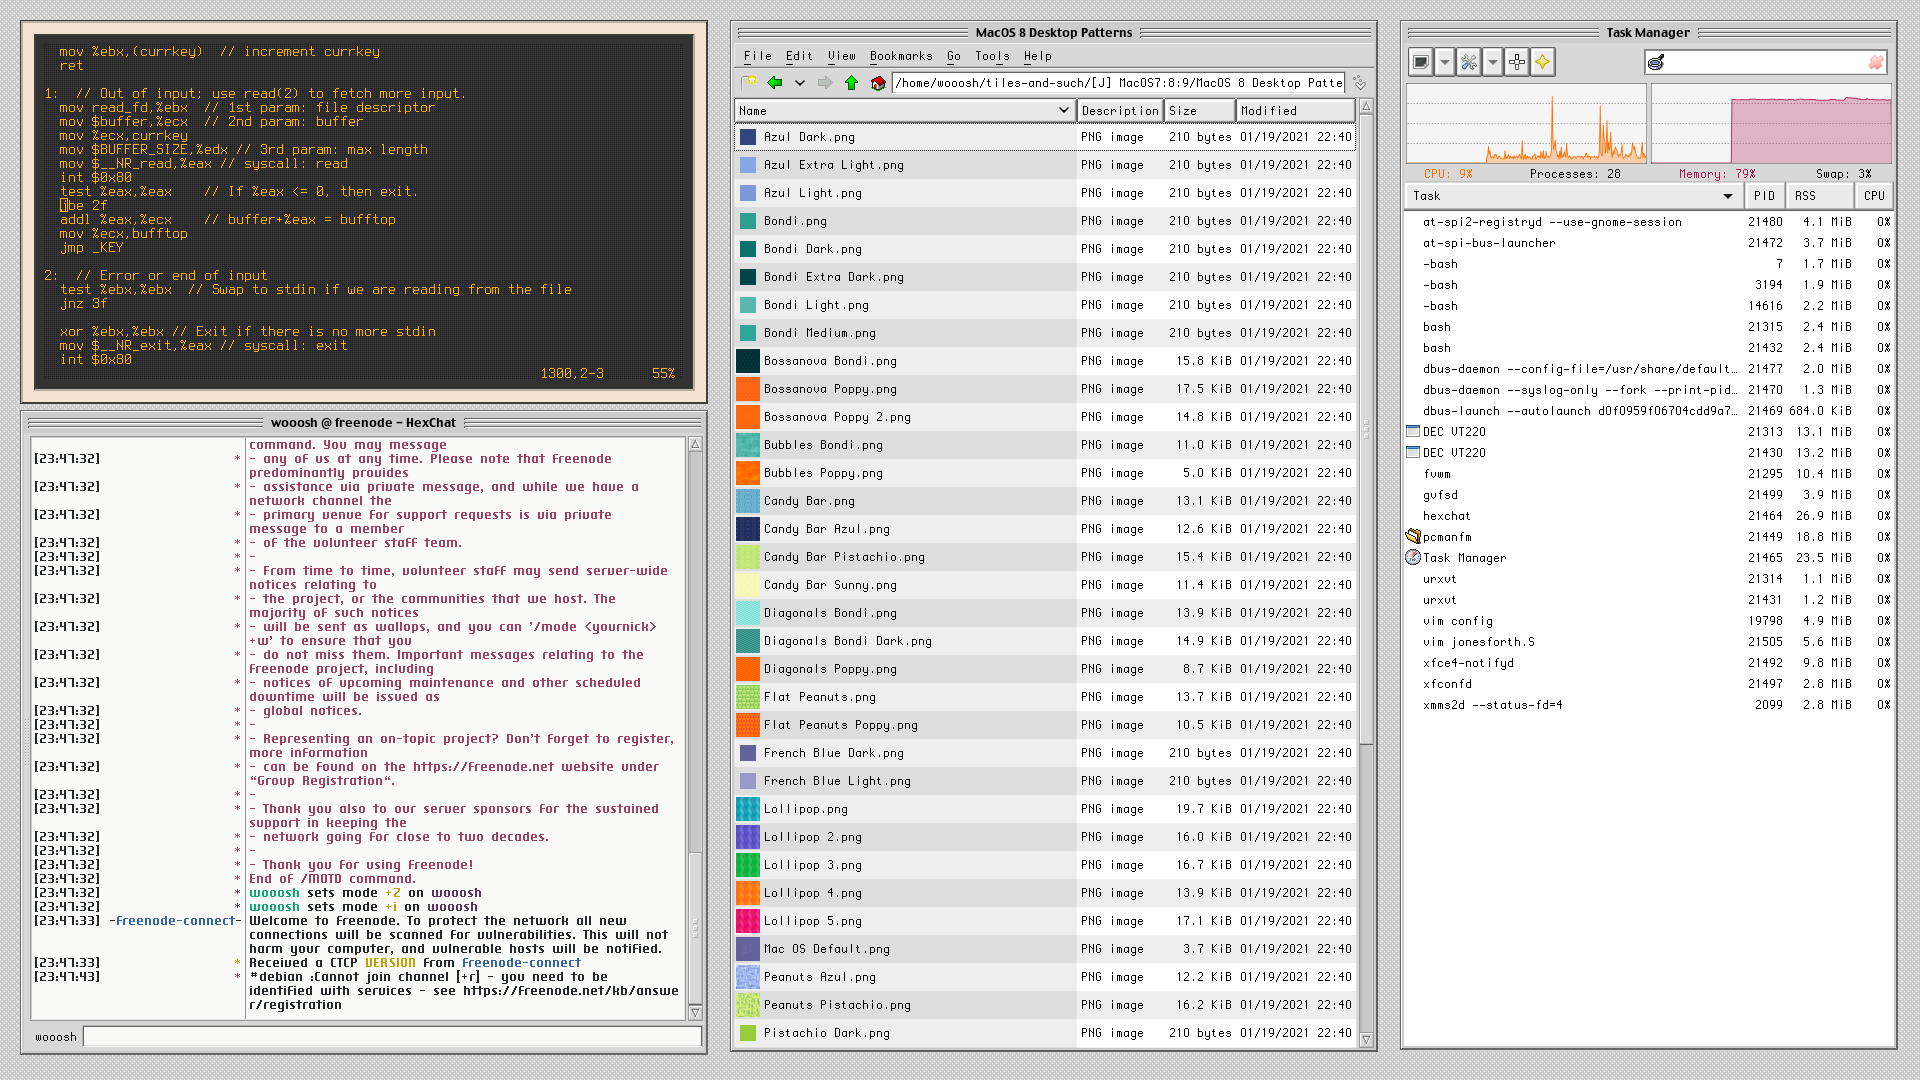 mov %ebx,(currkey)  // increment currkey
ret
1:  // Out of input; use read(2) to fetch more input.
mov read_fd,%ebx  // 1st param: file descriptor
mov $buffer,%ecx  // 2nd param: buffer
mov %ecx,currkey
mov $BUFFER_SIZE,%edx // 3rd param: max length
mov $__NR_read,%eax // syscall: read
int $0x80
test %eax,%eax    // If %eax <= 0, then exit.
jbe 2f
addl %eax,%ecx    // buffer+%eax = bufftop
mov %ecx,bufftop
jmp _KEY
2:  // Error or end of input
test %ebx,%ebx  // Swap to stdin if we are reading from the file
jnz 3f
xor %ebx,%ebx // Exit if there is no more stdin
mov $__NR_exit,%eax // syscall: exit
int $0x80
1300,2-3      55%
wooosh @ freenode – HexChat
command. You may message
[23:47:32] * - any of us at any time. Please note that freenode
predominantly provides
[23:47:32] * - assistance via private message, and while we have a
network channel the
[23:47:32] * - primary venue for support requests is via private
message to a member
[23:47:32] * - of the volunteer staff team.
[23:47:32] * -
[23:47:32] * - From time to time, volunteer staff may send server-wide
notices relating to
[23:47:32] * - the project, or the communities that we host. The
majority of such notices
[23:47:32] * - will be sent as wallops, and you can '/mode <yournick>
+w' to ensure that you
[23:47:32] * - do not miss them. Important messages relating to the
freenode project, including
[23:47:32] * - notices of upcoming maintenance and other scheduled
downtime will be issued as
[23:47:32] * - global notices.
[23:47:32] * -
[23:47:32] * - Representing an on-topic project? Don't forget to register,
more information
[23:47:32] * - can be found on the https://freenode.net website under
"Group Registration".
[23:47:32] * -
[23:47:32] * - Thank you also to our server sponsors for the sustained
support in keeping the
[23:47:32] * - network going for close to two decades.
[23:47:32] * -
[23:47:32] * - Thank you for using freenode!
[23:47:32] * End of /MOTD command.
[23:47:32] * wooosh sets mode +Z on wooosh
[23:47:32] * wooosh sets mode +i on wooosh
[23:47:33] -freenode-connect- Welcome to freenode. To protect the network all new
connections will be scanned for vulnerabilities. This will not
harm your computer, and vulnerable hosts will be notified.
[23:47:33] * Received a CTCP VERSION from freenode-connect
[23:47:43] * #debian :Cannot join channel [+r] - you need to be
identified with services - see https://freenode.net/kb/answe
r/registration
wooosh
MacOS 8 Desktop Patterns
File Edit View Bookmarks Go Tools Help
/home/wooosh/tiles-and-such/[J] MacOS7:8:9/MacOS 8 Desktop Patte
Name Description Size Modified
Azul Dark.png PNG image 210 bytes 01/19/2021 22:40
Azul Extra Light.png PNG image 210 bytes 01/19/2021 22:40
Azul Light.png PNG image 210 bytes 01/19/2021 22:40
Bondi.png PNG image 210 bytes 01/19/2021 22:40
Bondi Dark.png PNG image 210 bytes 01/19/2021 22:40
Bondi Extra Dark.png PNG image 210 bytes 01/19/2021 22:40
Bondi Light.png PNG image 210 bytes 01/19/2021 22:40
Bondi Medium.png PNG image 210 bytes 01/19/2021 22:40
Bossanova Bondi.png PNG image 15.8 KiB 01/19/2021 22:40
Bossanova Poppy.png PNG image 17.5 KiB 01/19/2021 22:40
Bossanova Poppy 2.png PNG image 14.8 KiB 01/19/2021 22:40
Bubbles Bondi.png PNG image 11.0 KiB 01/19/2021 22:40
Bubbles Poppy.png PNG image 5.0 KiB 01/19/2021 22:40
Candy Bar.png PNG image 13.1 KiB 01/19/2021 22:40
Candy Bar Azul.png PNG image 12.6 KiB 01/19/2021 22:40
Candy Bar Pistachio.png PNG image 15.4 KiB 01/19/2021 22:40
Candy Bar Sunny.png PNG image 11.4 KiB 01/19/2021 22:40
Diagonals Bondi.png PNG image 13.9 KiB 01/19/2021 22:40
Diagonals Bondi Dark.png PNG image 14.9 KiB 01/19/2021 22:40
Diagonals Poppy.png PNG image 8.7 KiB 01/19/2021 22:40
Flat Peanuts.png PNG image 13.7 KiB 01/19/2021 22:40
Flat Peanuts Poppy.png PNG image 10.5 KiB 01/19/2021 22:40
French Blue Dark.png PNG image 210 bytes 01/19/2021 22:40
French Blue Light.png PNG image 210 bytes 01/19/2021 22:40
Lollipop.png PNG image 19.7 KiB 01/19/2021 22:40
Lollipop 2.png PNG image 16.0 KiB 01/19/2021 22:40
Lollipop 3.png PNG image 16.7 KiB 01/19/2021 22:40
Lollipop 4.png PNG image 13.9 KiB 01/19/2021 22:40
Lollipop 5.png PNG image 17.1 KiB 01/19/2021 22:40
Mac OS Default.png PNG image 3.7 KiB 01/19/2021 22:40
Peanuts Azul.png PNG image 12.2 KiB 01/19/2021 22:40
Peanuts Pistachio.png PNG image 16.2 KiB 01/19/2021 22:40
Pistachio Dark.png PNG image 210 bytes 01/19/2021 22:40
Task Manager
CPU: 9% Processes: 28 Memory: 79% Swap: 3%
Task PID RSS CPU
at-spi2-registryd --use-gnome-session 21480 4.1 MiB 0%
at-spi-bus-launcher 21472 3.7 MiB 0%
-bash 7 1.7 MiB 0%
-bash 3194 1.9 MiB 0%
-bash 14616 2.2 MiB 0%
bash 21315 2.4 MiB 0%
bash 21432 2.4 MiB 0%
dbus-daemon --config-file=/usr/share/default… 21477 2.0 MiB 0%
dbus-daemon --syslog-only --fork --print-pid… 21470 1.3 MiB 0%
dbus-launch --autolaunch d0f0959f06704cdd9a7… 21469 684.0 KiB 0%
DEC VT220 21313 13.1 MiB 0%
DEC VT220 21430 13.2 MiB 0%
fvwm 21295 10.4 MiB 0%
gvfsd 21499 3.9 MiB 0%
hexchat 21464 26.9 MiB 0%
pcmanfm 21449 18.8 MiB 0%
Task Manager 21465 23.5 MiB 0%
urxvt 21314 1.1 MiB 0%
urxvt 21431 1.2 MiB 0%
vim config 19798 4.9 MiB 0%
vim jonesforth.S 21505 5.6 MiB 0%
xfce4-notifyd 21492 9.8 MiB 0%
xfconfd 21497 2.8 MiB 0%
xmms2d --status-fd=4 2099 2.8 MiB 0%